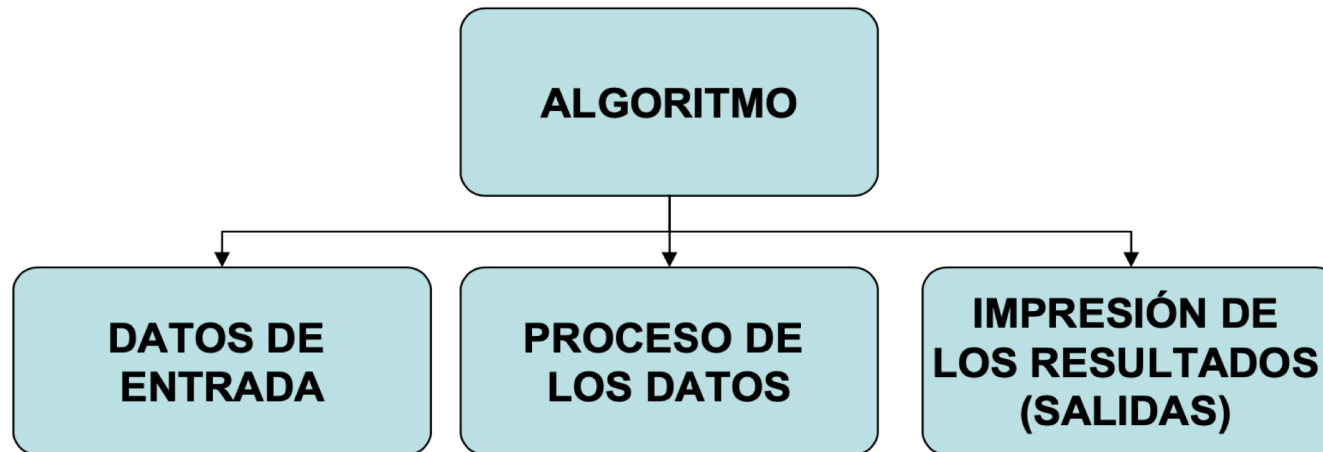 ALGORITMO
DATOS DE
ENTRADA
PROCESO DE
LOS DATOS
IMPRESIÓN DE
LOS RESULTADOS
(SALIDAS)